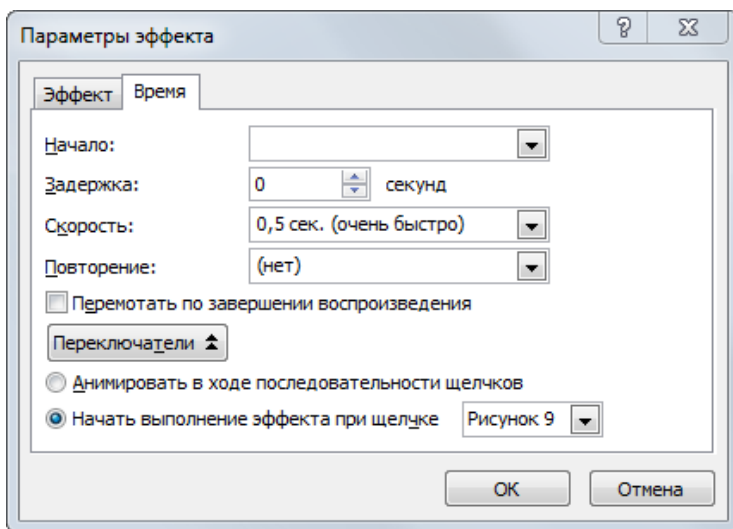 Параметры эффекта
Эффект Время
Начало:
Задержка: 0 секунд
Скорость: 0,5 сек. (очень быстро)
Повторение: (нет)
Перемотать по завершении воспроизведения
Переключатели
Анимировать в ходе последовательности щелчков
Начать выполнение эффекта при щелчке Рисунок 9
ОК Отмена